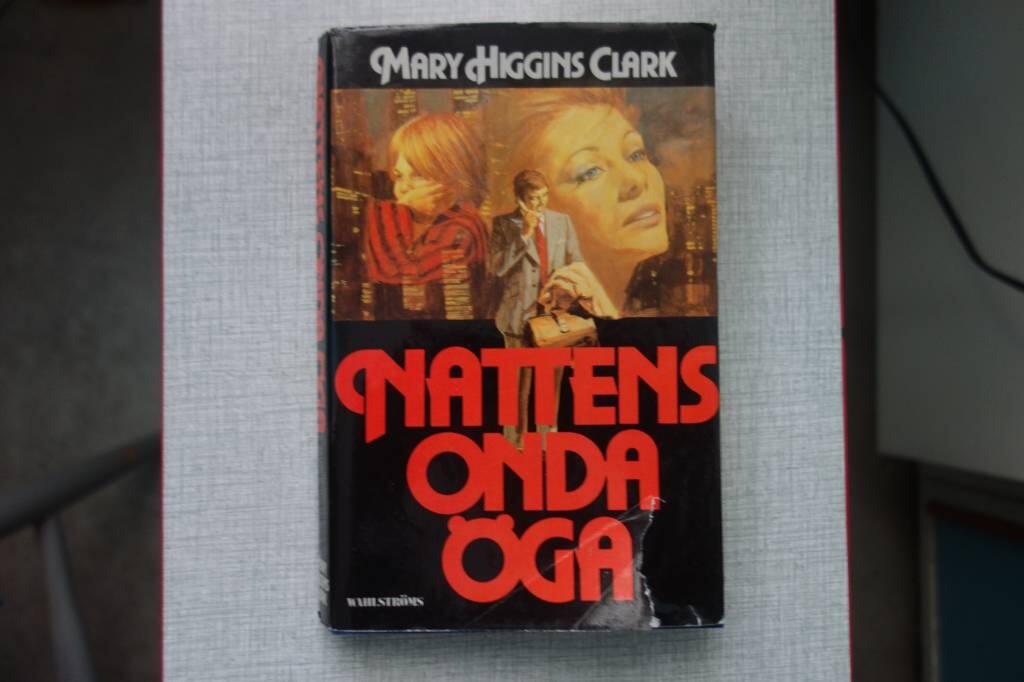 MARY HIGGINS CLARK
NATTENS
ONDA
ÖGA
WAHLSTRÖMS